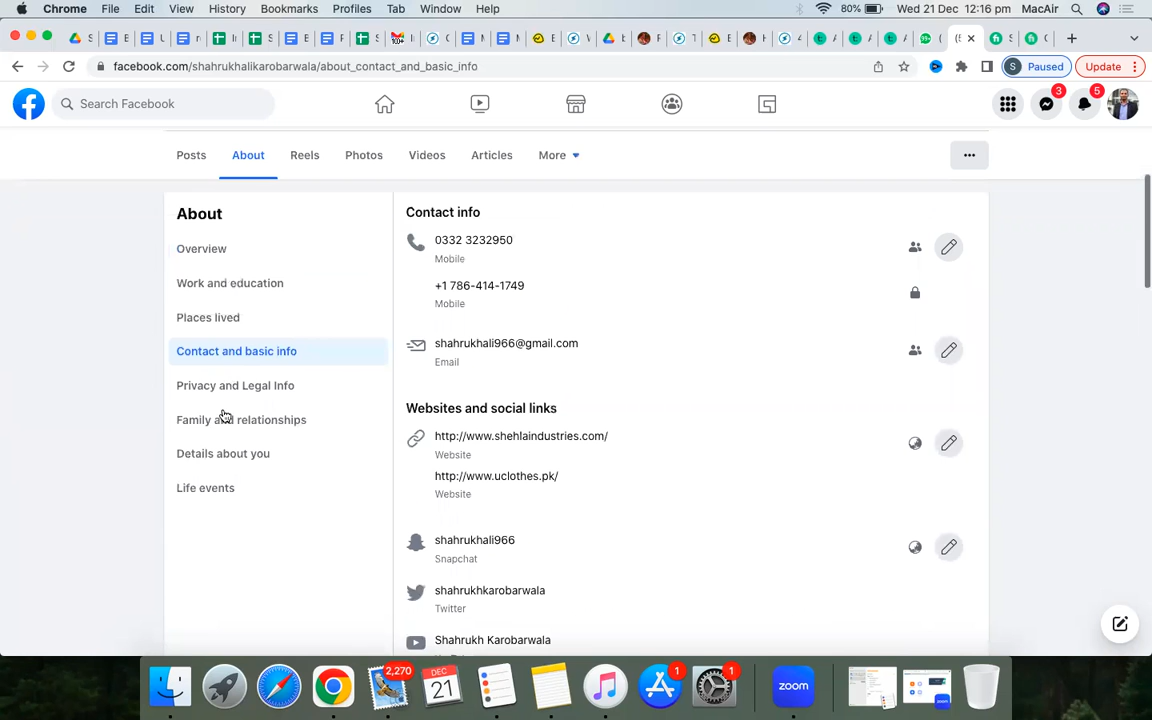 Chrome File Edit View History Bookmarks Profiles Tab Window Help 80% Wed 21 Dec 12:16 pm MacAir
facebook.com/shahrukhalikarobarwala/about_contact_and_basic_info S Paused Update
Search Facebook 3 5
Posts About Reels Photos Videos Articles More
About
Overview
Work and education
Places lived
Contact and basic info
Privacy and Legal Info
Family and relationships
Details about you
Life events
Contact info
0332 3232950
Mobile
+1 786-414-1749
Mobile
shahrukhali966@gmail.com
Email
Websites and social links
http://www.shehlaindustries.com/
Website
http://www.uclothes.pk/
Website
shahrukhali966
Snapchat
shahrukhkarobarwala
Twitter
Shahrukh Karobarwala
2,270
DEC
21
zoom
1
1